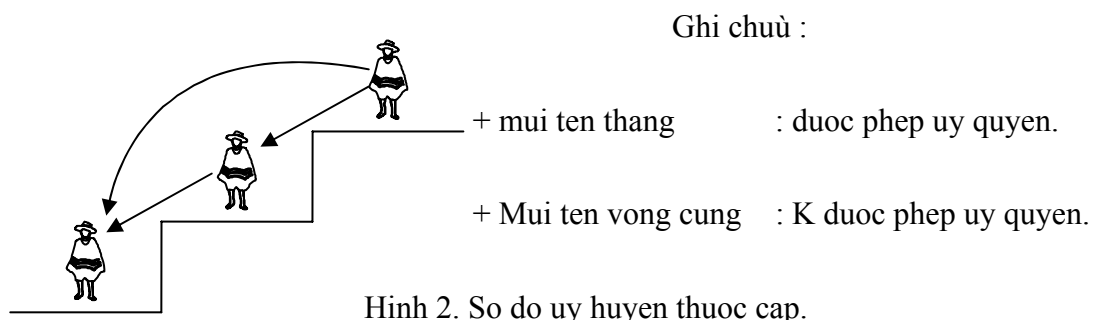 Ghi chuù :
+ mui ten thang : duoc phep uy quyen.
+ Mui ten vong cung : K duoc phep uy quyen.
Hinh 2. So do uy huyen thuoc cap.